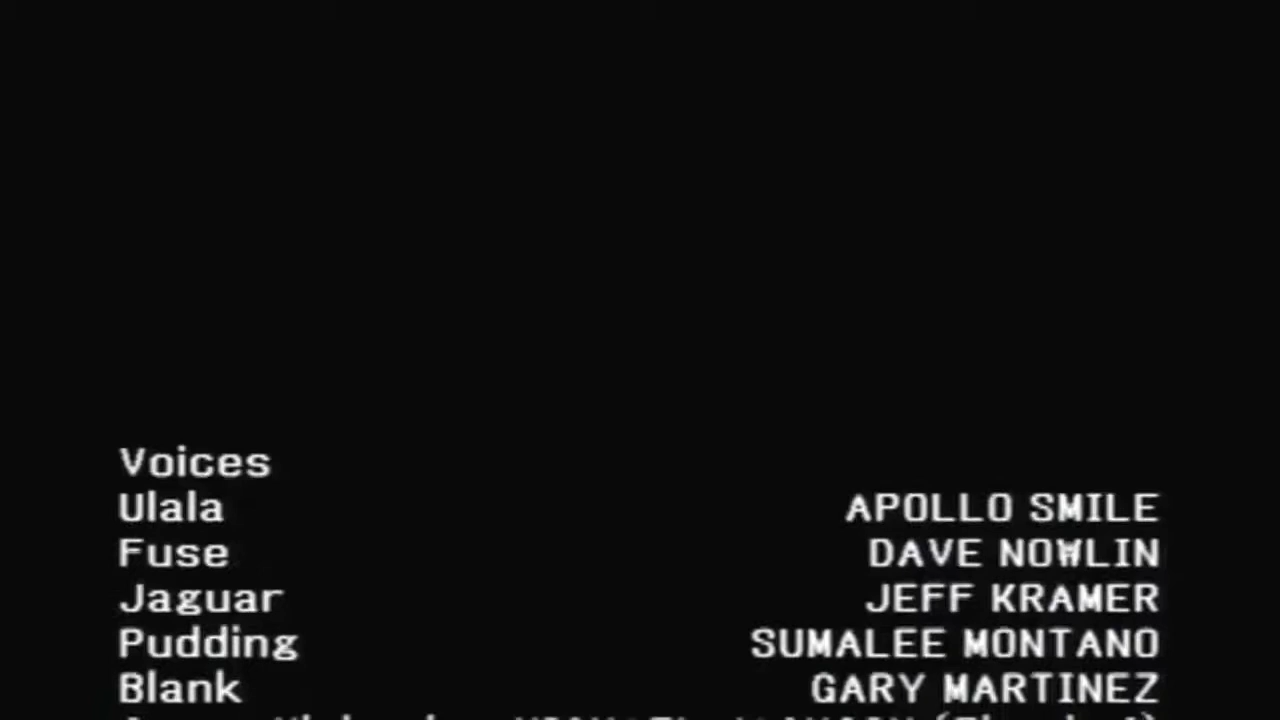 Voices
Ulala APOLLO SMILE
Fuse DAVE NOWLIN
Jaguar JEFF KRAMER
Pudding SUMALEE MONTANO
Blank GARY MARTINEZ